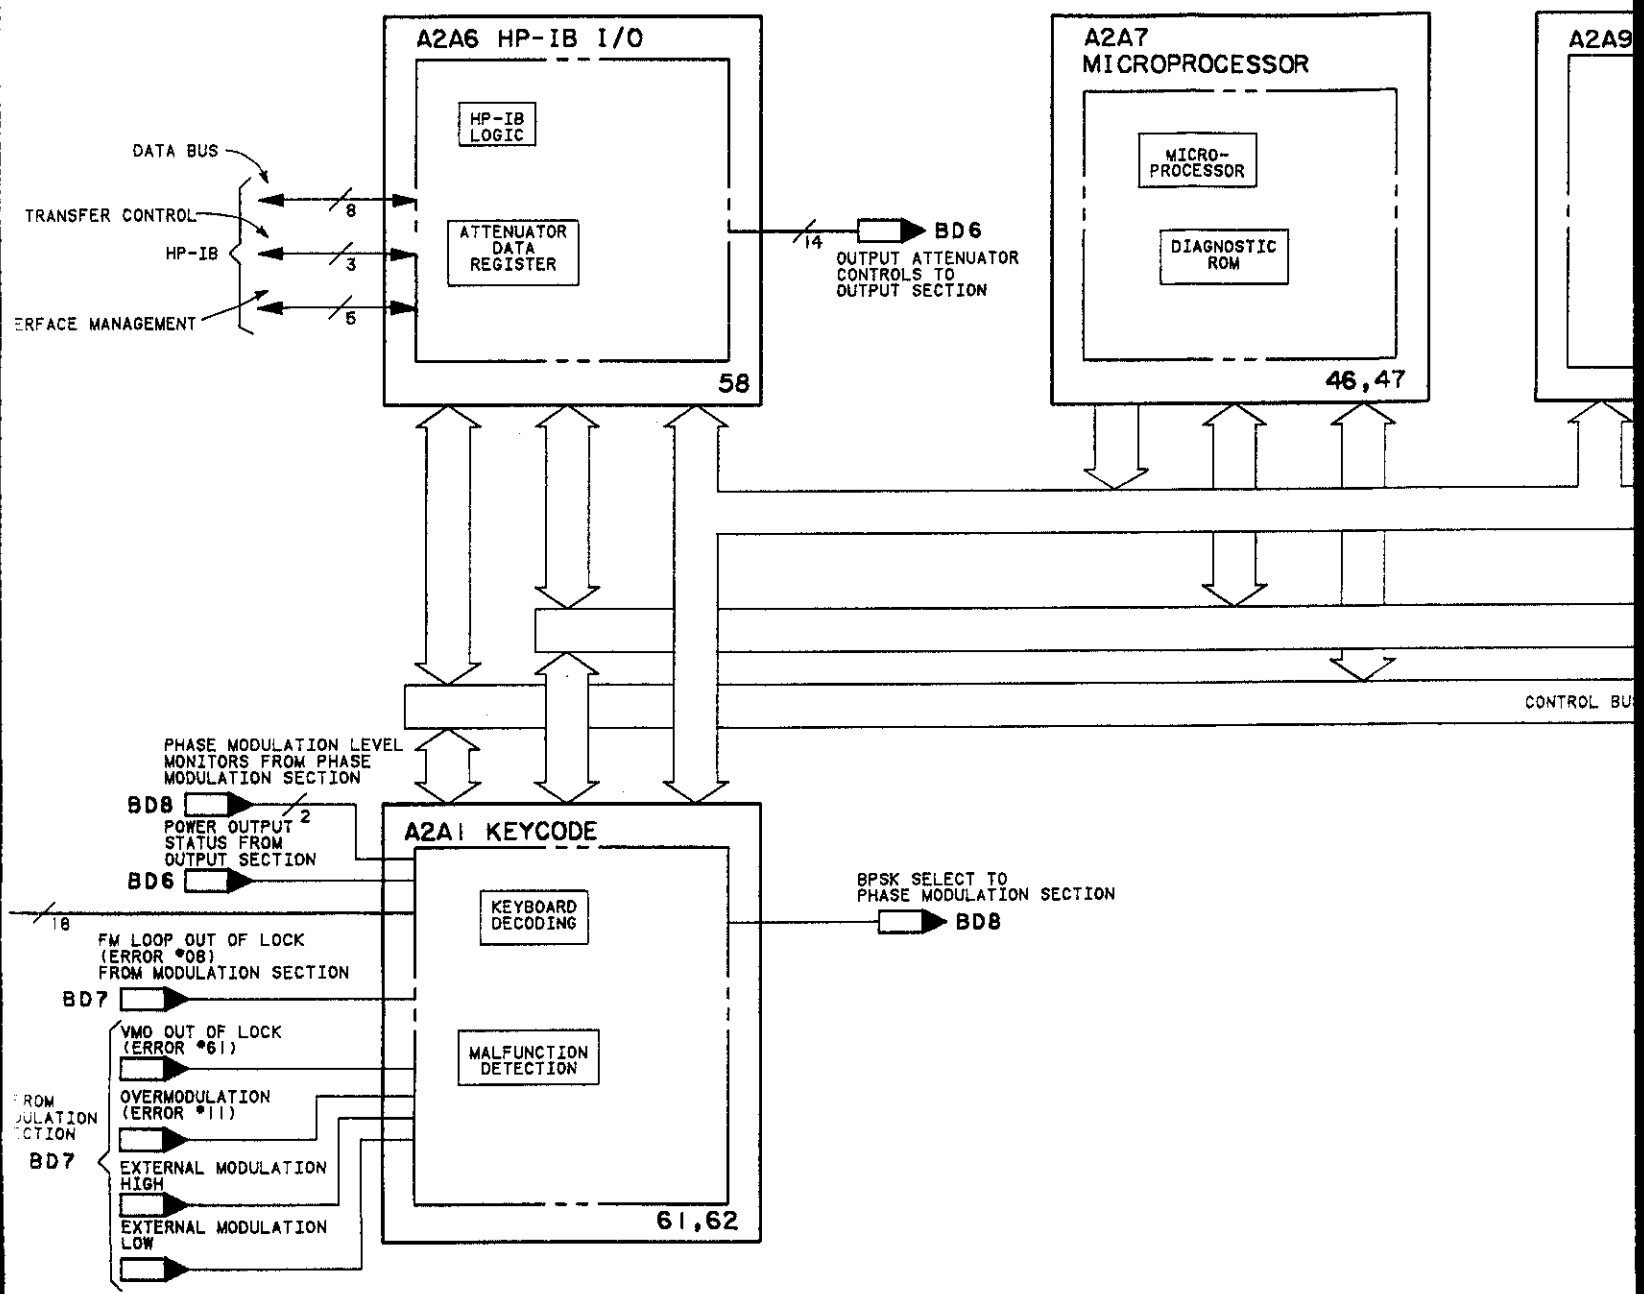 A2A6 HP-IB I/O
HP-IB
LOGIC
ATTENUATOR
DATA
REGISTER
58
DATA BUS
TRANSFER CONTROL
HP-IB
ERFACE MANAGEMENT
8
3
5
14
BD6
OUTPUT ATTENUATOR
CONTROLS TO
OUTPUT SECTION
A2A7
MICROPROCESSOR
MICRO-
PROCESSOR
DIAGNOSTIC
ROM
46,47
A2A9
CONTROL BU
PHASE MODULATION LEVEL
MONITORS FROM PHASE
MODULATION SECTION
BD8
2
POWER OUTPUT
STATUS FROM
OUTPUT SECTION
BD6
18
FM LOOP OUT OF LOCK
(ERROR *08)
FROM MODULATION SECTION
BD7
VMO OUT OF LOCK
(ERROR *61)
OVERMODULATION
(ERROR *11)
ROM
ULATION
CTION
BD7
EXTERNAL MODULATION
HIGH
EXTERNAL MODULATION
LOW
A2A1 KEYCODE
KEYBOARD
DECODING
MALFUNCTION
DETECTION
61,62
BPSK SELECT TO
PHASE MODULATION SECTION
BD8